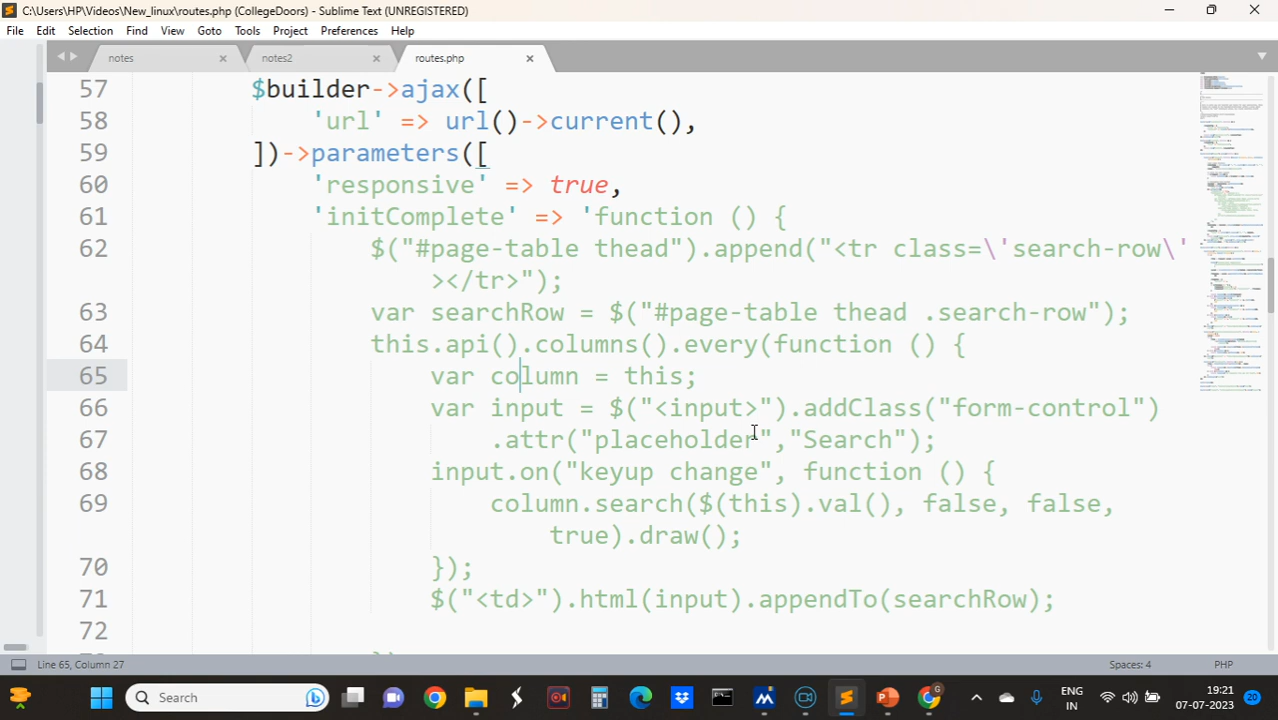 C:\Users\HP\Videos\New_linux\routes.php (CollegeDoors) - Sublime Text (UNREGISTERED)
File Edit Selection Find View Goto Tools Project Preferences Help
notes notes2 routes.php
57 $builder->ajax([
58 'url' => url()->current(),
59 ])->parameters([
60 'responsive' => true,
61 'initComplete' => 'function () {
62 $("#page-table thead").append("<tr class=\'search-row\'
></tr>");
63 var searchRow = $("#page-table thead .search-row");
64 this.api().columns().every(function () {
65 var column = this;
66 var input = $("<input>").addClass("form-control")
67 .attr("placeholder","Search");
68 input.on("keyup change", function () {
69 column.search($(this).val(), false, false,
true).draw();
70 });
71 $("<td>").html(input).appendTo(searchRow);
72
Line 65, Column 27 Spaces: 4 PHP
Search ENG
IN 19:21
07-07-2023 20